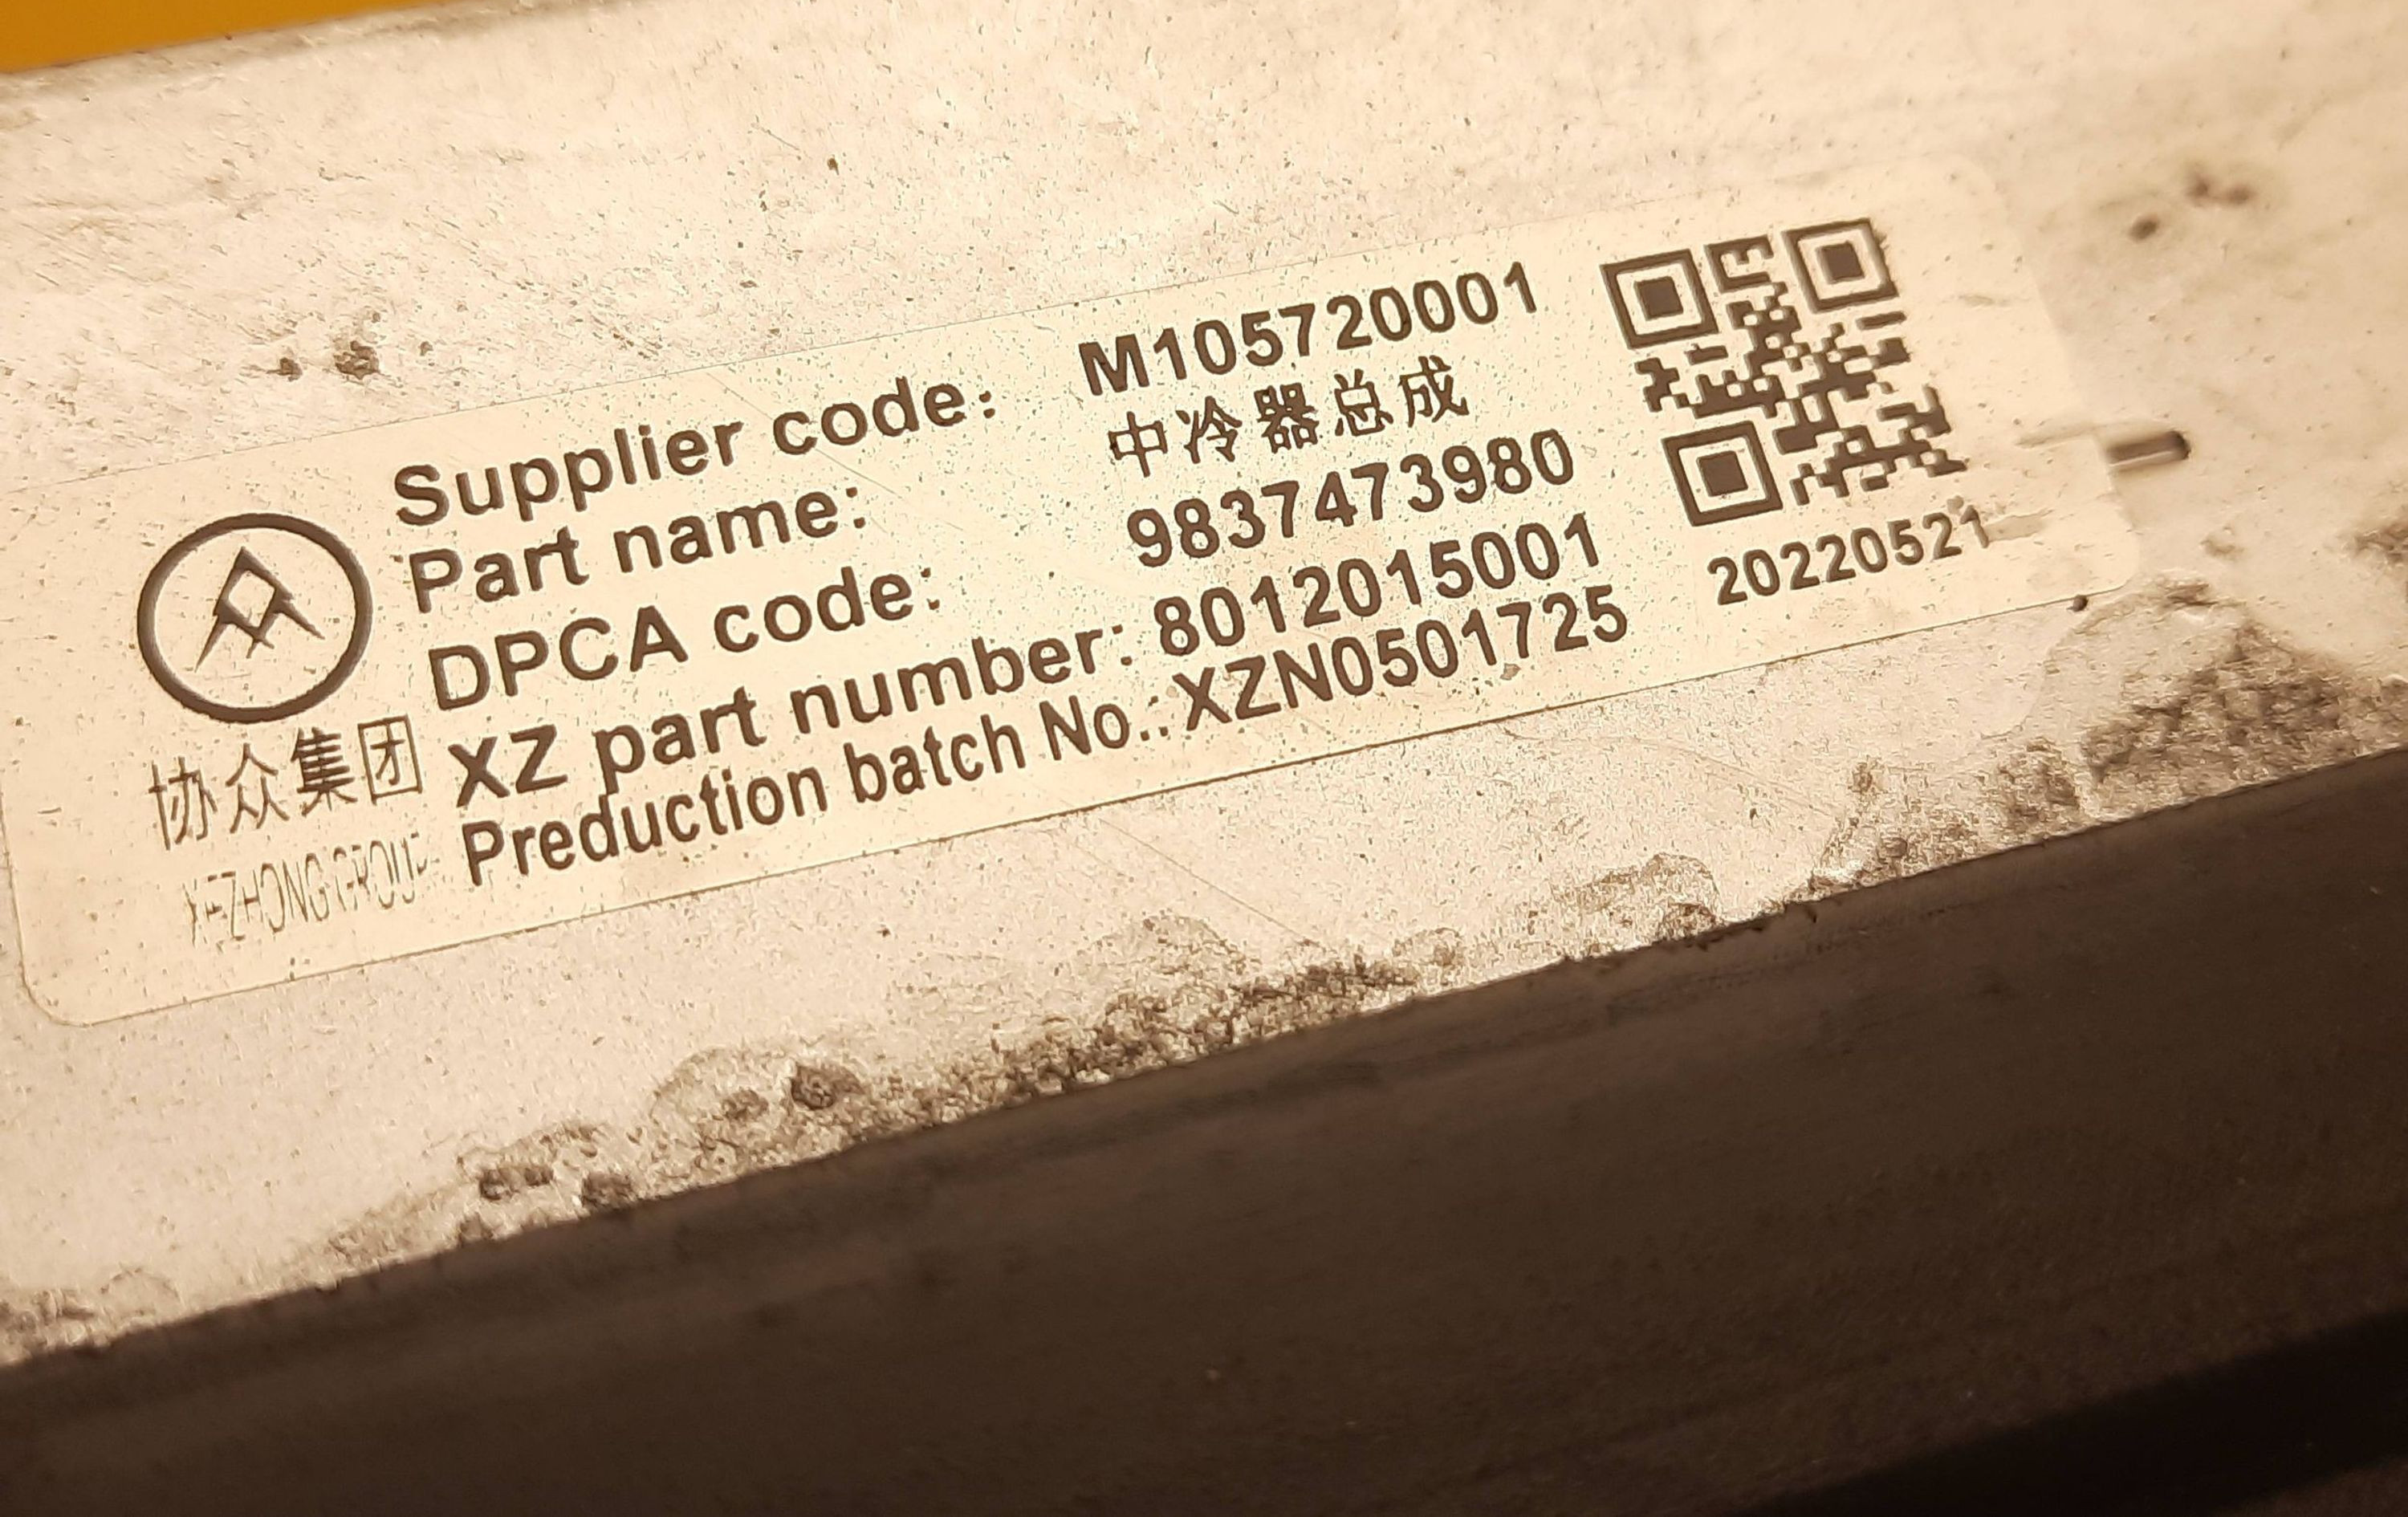 Supplier code: M105720001
Part name: 中冷器总成
DPCA code: 9837473980
XZ part number: 8012015001
Preduction batch No.: XZN0501725
协众集团
XEZHONG GROUP
20220521